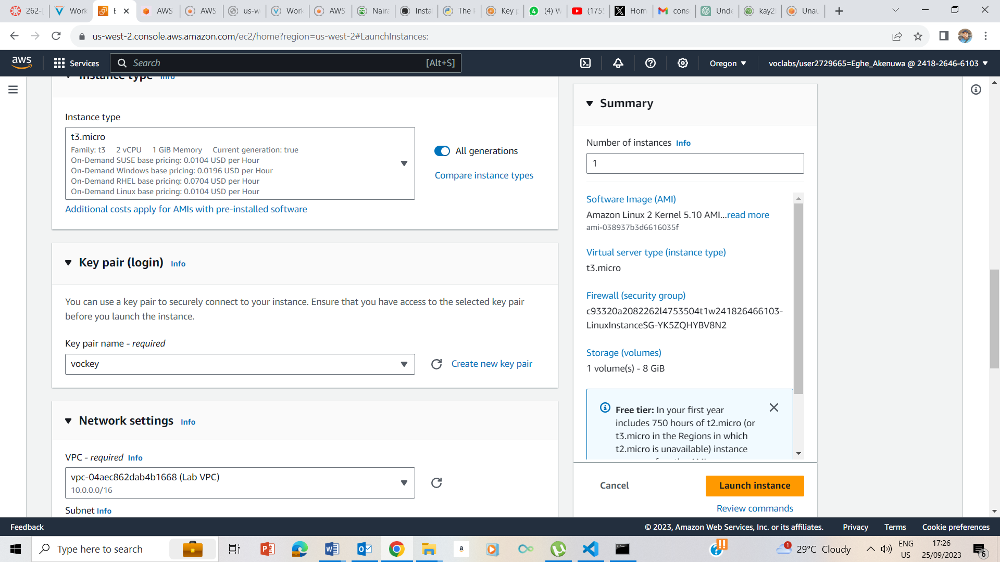 262-[
Work
E
AWS
AWS
us-w
Work
AWS
Naira
Insta
The P
Key p
(4) W
(175
Hom
cons
Unde
kay2
Unau
us-west-2.console.aws.amazon.com/ec2/home?region=us-west-2#LaunchInstances:
aws
Services
Search
[Alt+S]
Oregon
voclabs/user2729665=Eghe_Akenuwa @ 2418-2646-6103
Instance type Info
Instance type
t3.micro
Family: t3 2 vCPU 1 GiB Memory Current generation: true
On-Demand SUSE base pricing: 0.0104 USD per Hour
On-Demand Windows base pricing: 0.0196 USD per Hour
On-Demand RHEL base pricing: 0.0704 USD per Hour
On-Demand Linux base pricing: 0.0104 USD per Hour
All generations
Compare instance types
Additional costs apply for AMIs with pre-installed software
Key pair (login) Info
You can use a key pair to securely connect to your instance. Ensure that you have access to the selected key pair
before you launch the instance.
Key pair name - required
vockey
Create new key pair
Network settings Info
VPC - required Info
vpc-04aec862dab4b1668 (Lab VPC)
10.0.0.0/16
Subnet Info
Summary
Number of instances Info
1
Software Image (AMI)
Amazon Linux 2 Kernel 5.10 AMI...read more
ami-038937b3d6616035f
Virtual server type (instance type)
t3.micro
Firewall (security group)
c93320a2082262l4753504t1w241826466103-
LinuxInstanceSG-YK5ZQHYBV8N2
Storage (volumes)
1 volume(s) - 8 GiB
Free tier: In your first year
includes 750 hours of t2.micro (or
t3.micro in the Regions in which
t2.micro is unavailable) instance
Cancel
Launch instance
Review commands
Feedback
© 2023, Amazon Web Services, Inc. or its affiliates.
Privacy
Terms
Cookie preferences
Type here to search
a
1
29°C Cloudy
ENG
US
17:26
25/09/2023
6